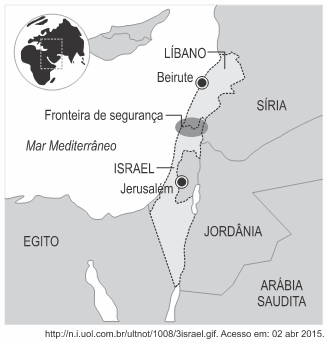 LÍBANO
Beirute
SÍRIA
Fronteira de segurança
Mar Mediterrâneo
ISRAEL
Jerusalém
EGITO
JORDÂNIA
ARÁBIA
SAUDITA
http://n.i.uol.com.br/ultnot/1008/3israel.gif. Acesso em: 02 abr 2015.